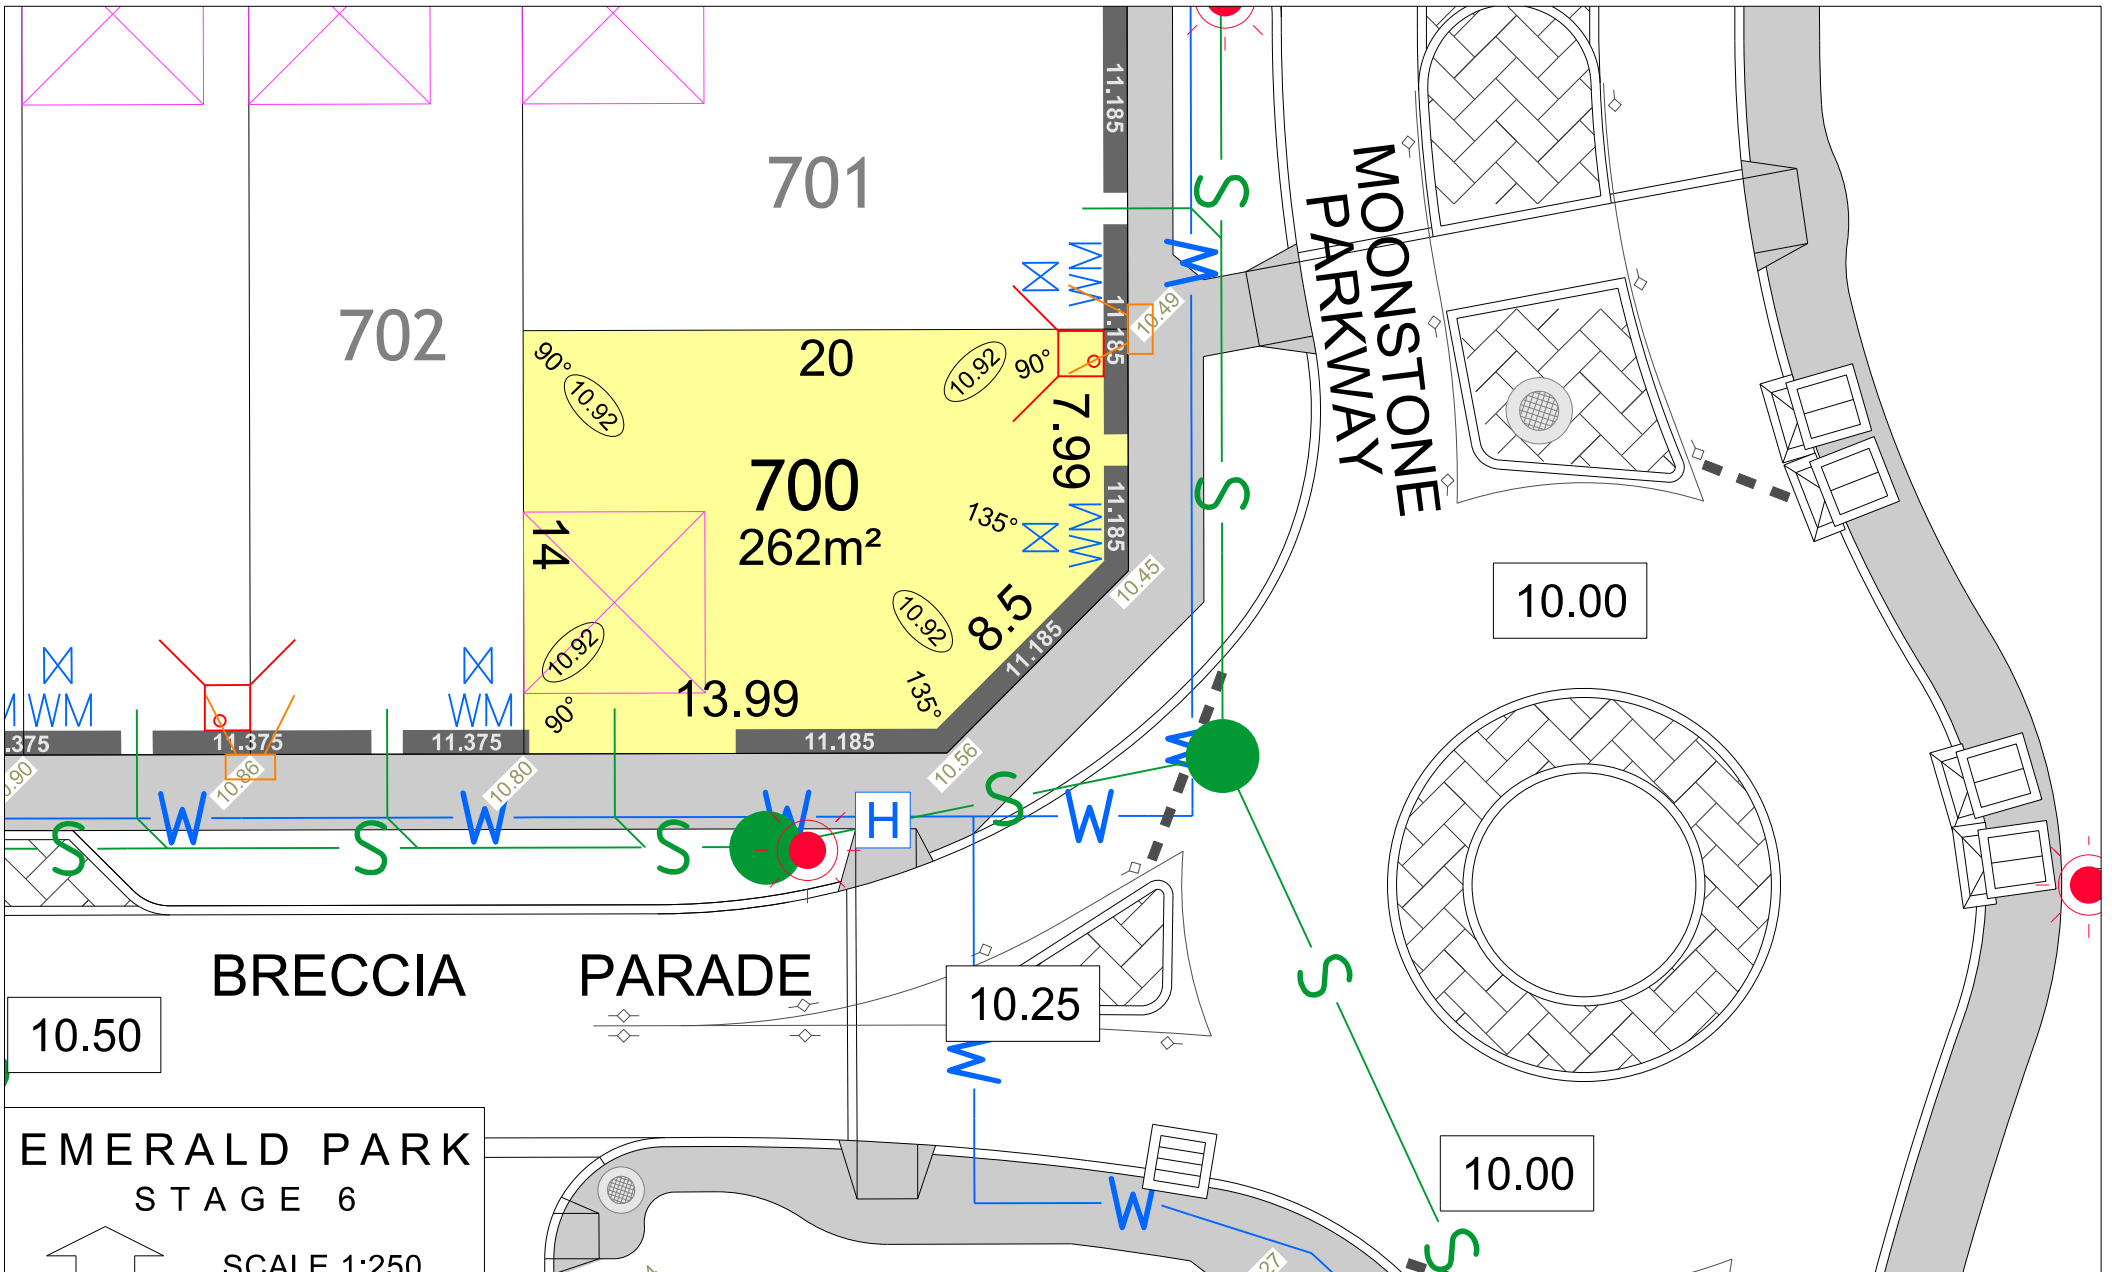 701
702
11.185
S
W
MOONSTONE
PARKWAY
WM
11.185
10.49
20
90°
10.92
10.92
90°
7.99
700
262m²
14
135°
WM
11.185
S
10.45
10.92
8.5
11.185
10.92
13.99
135°
90°
10.00
WM
WM
11.375
11.375
11.185
10.86
10.80
10.56
W
W
W
H
W
W
S
S
S
S
S
BRECCIA PARADE
10.50
10.25
W
10.00
EMERALD PARK
STAGE 6
SCALE 1:250
W
S